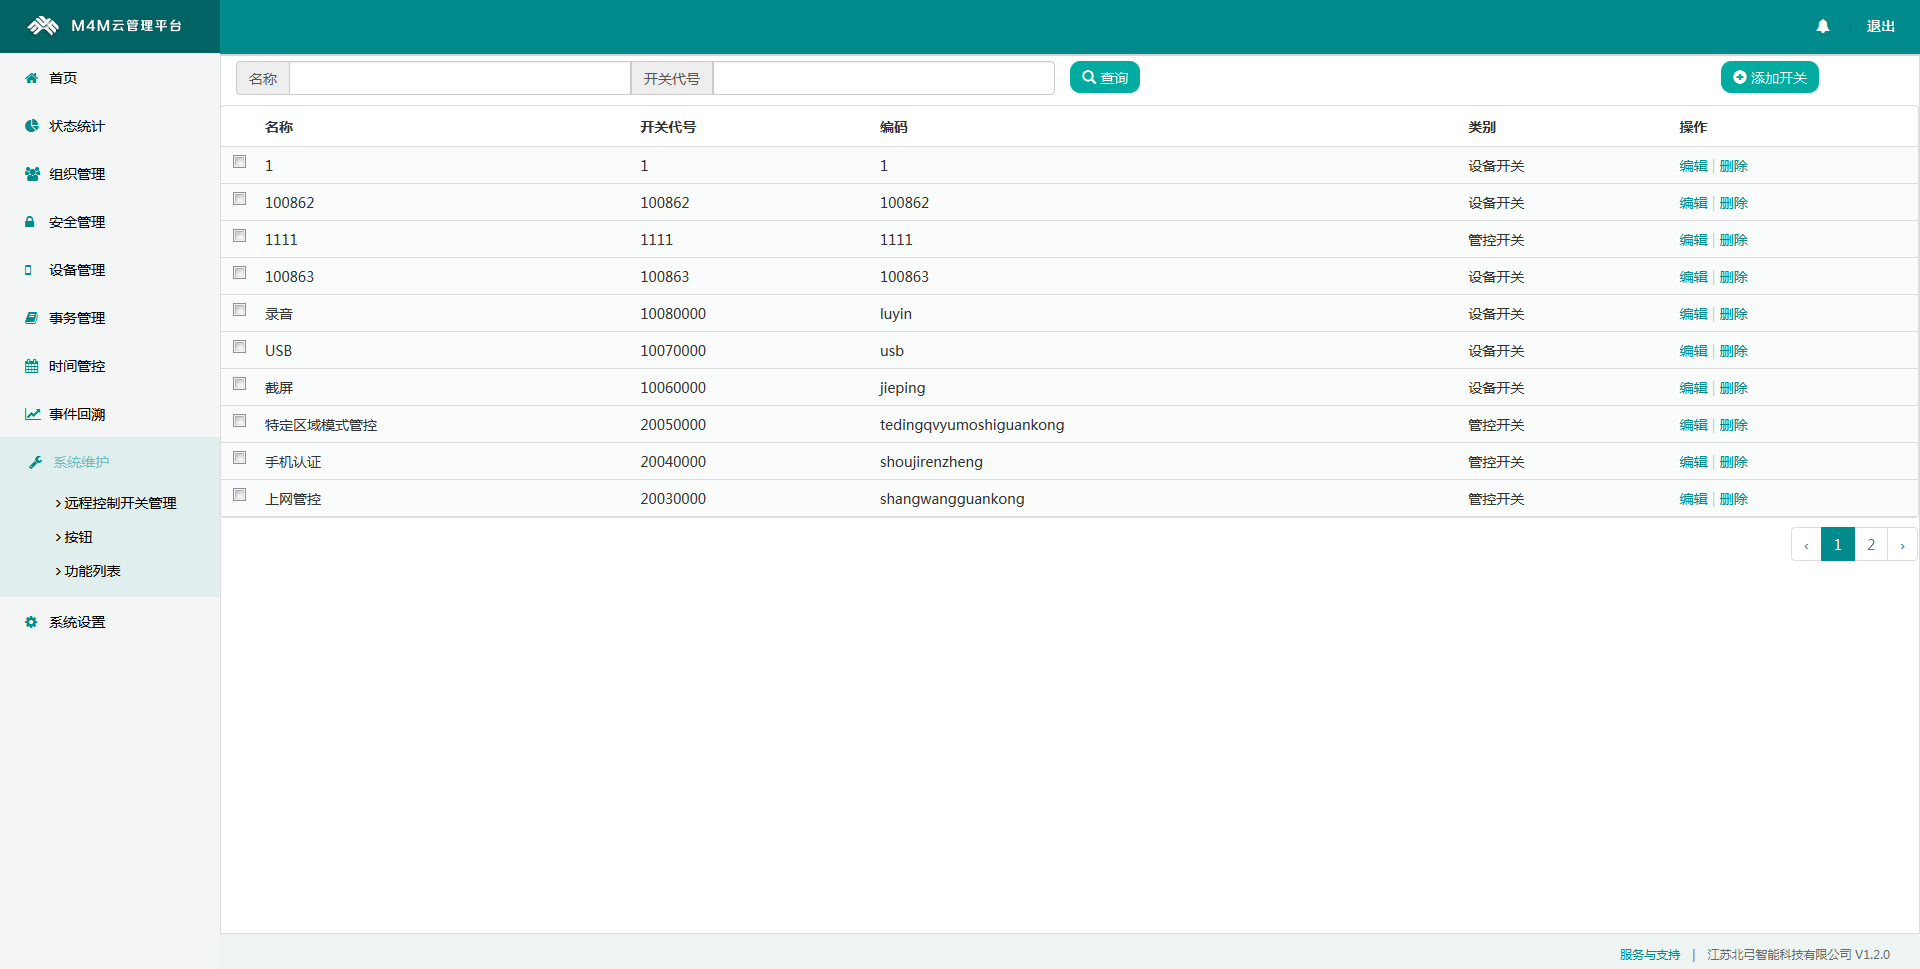 M4M云管理平台
退出
首页
状态统计
组织管理
安全管理
设备管理
事务管理
时间管控
事件回溯
系统维护
远程控制开关管理
按钮
功能列表
系统设置
名称 开关代号 查询 添加开关
名称 开关代号 编码 类别 操作
1 1 1 设备开关 编辑 | 删除
100862 100862 100862 设备开关 编辑 | 删除
1111 1111 1111 管控开关 编辑 | 删除
100863 100863 100863 设备开关 编辑 | 删除
录音 10080000 luyin 设备开关 编辑 | 删除
USB 10070000 usb 设备开关 编辑 | 删除
截屏 10060000 jieping 设备开关 编辑 | 删除
特定区域模式管控 20050000 tedingqvyumoshiguankong 管控开关 编辑 | 删除
手机认证 20040000 shoujirenzheng 管控开关 编辑 | 删除
上网管控 20030000 shangwangguankong 管控开关 编辑 | 删除
‹ 1 2 ›
服务与支持 | 江苏北弓智能科技有限公司 V1.2.0